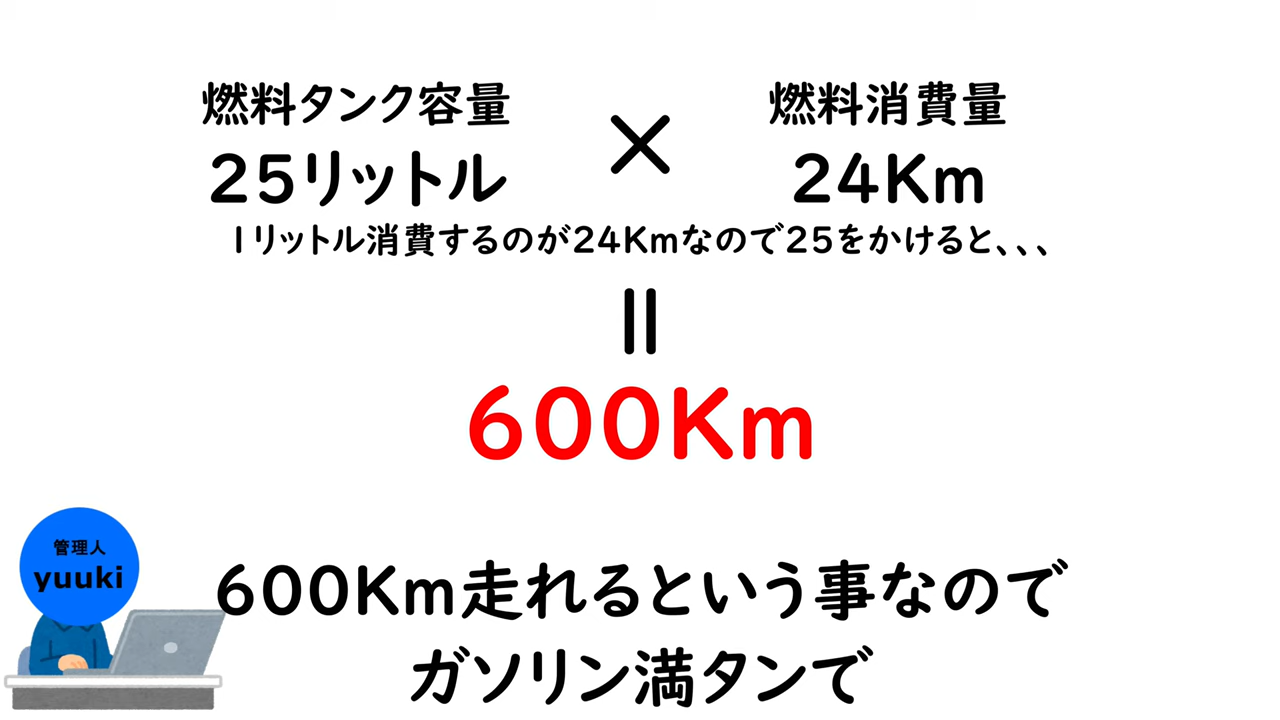 燃料タンク容量
×
燃料消費量
25リットル
24Km
1リットル消費するのが24Kmなので25をかけると、、、
=
600Km
管理人
yuuki
600Km走れるという事なので
ガソリン満タンで